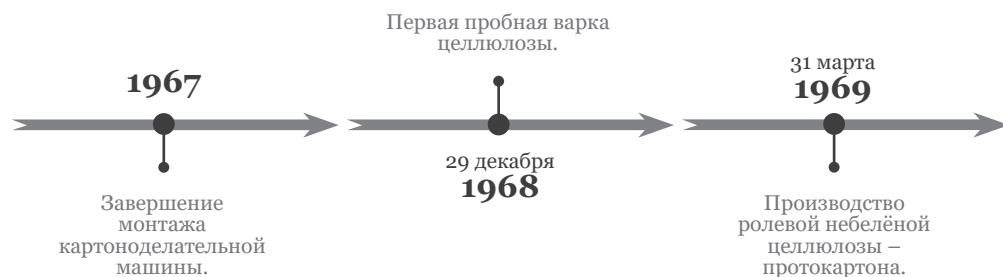 1967
Завершение
монтажа
картоноделательной
машины.
Первая пробная варка
целлюлозы.
29 декабря
1968
31 марта
1969
Производство
ролевой небелёной
целлюлозы –
протокартона.